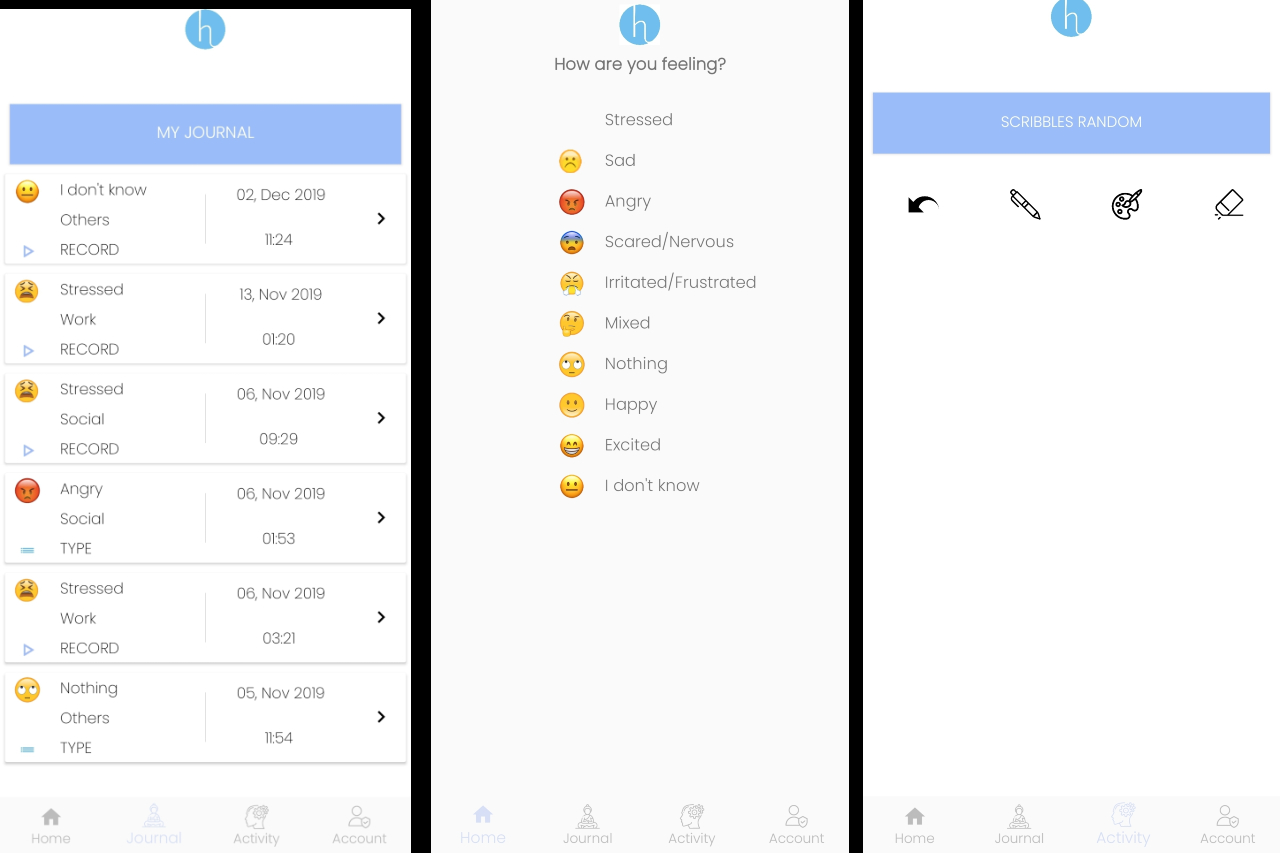 h
MY JOURNAL
I don't know
02, Dec 2019
Others
11:24
RECORD
Stressed
13, Nov 2019
Work
01:20
RECORD
Stressed
06, Nov 2019
Social
09:29
RECORD
Angry
06, Nov 2019
Social
01:53
TYPE
Stressed
06, Nov 2019
Work
03:21
RECORD
Nothing
05, Nov 2019
Others
11:54
TYPE
Home Journal Activity Account
h
How are you feeling?
Stressed
Sad
Angry
Scared/Nervous
Irritated/Frustrated
Mixed
Nothing
Happy
Excited
I don't know
Home Journal Activity Account
h
SCRIBBLES RANDOM
Home Journal Activity Account